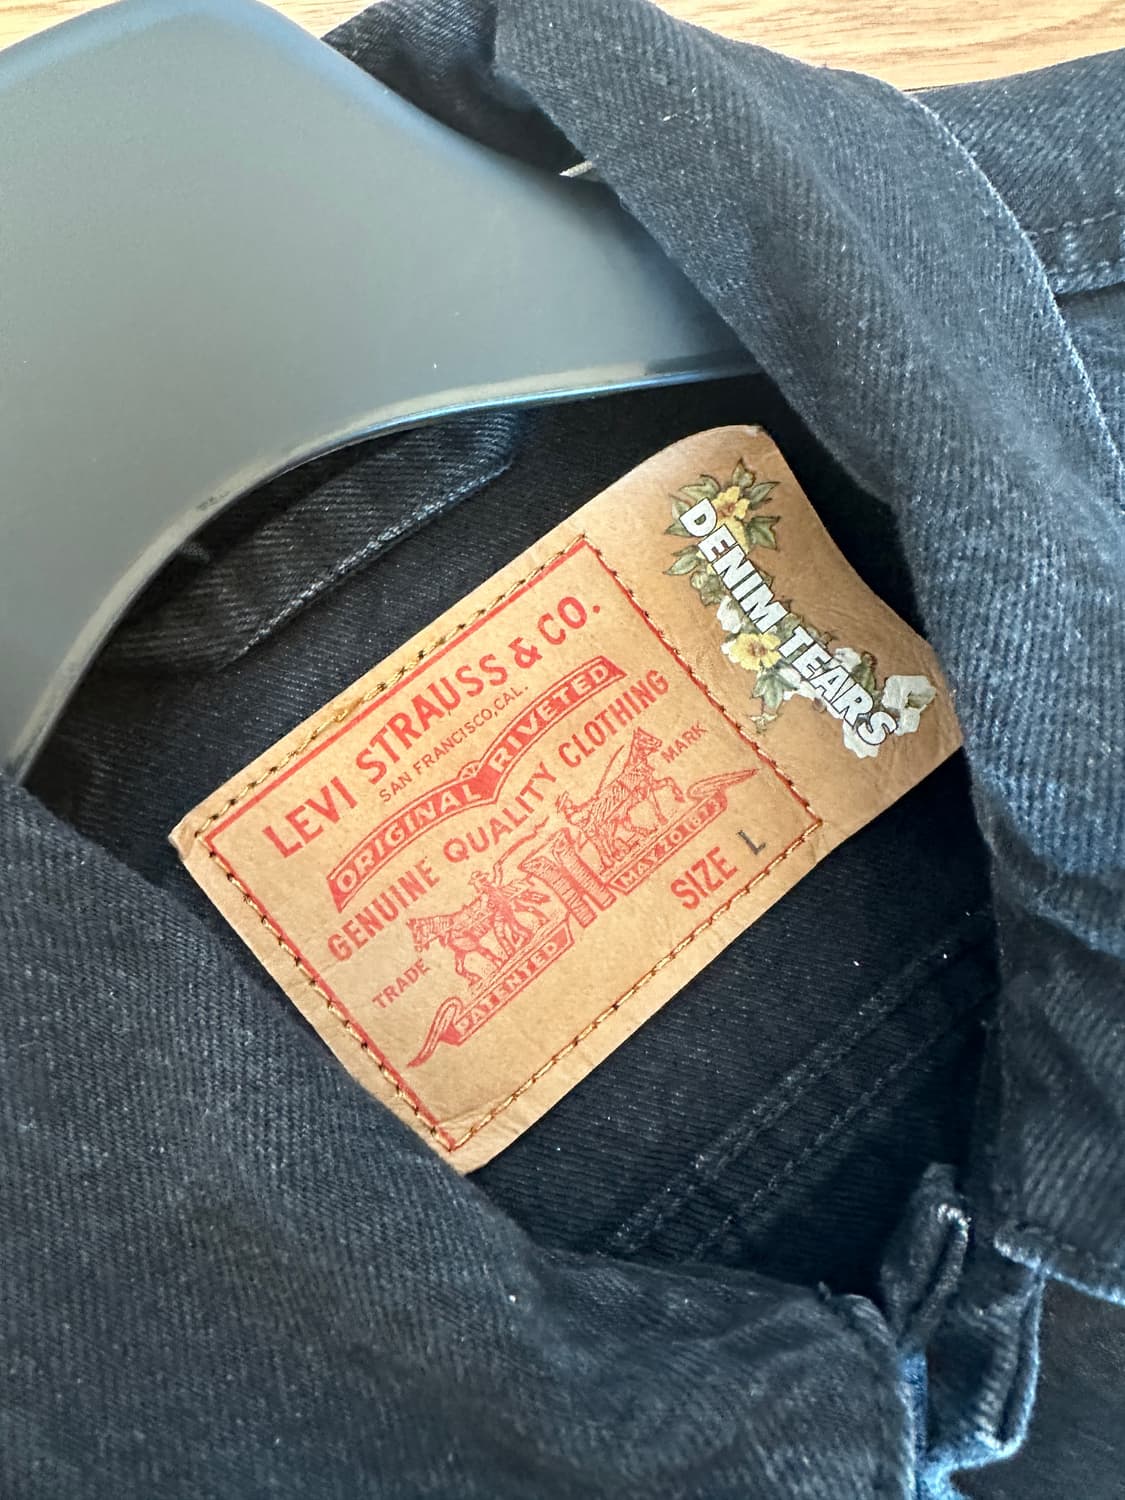 LEVI STRAUSS & CO.
SAN FRANCISCO, CAL.
ORIGINAL RIVETED
GENUINE QUALITY CLOTHING
TRADE MARK
PATENTED MAY 20 1873
SIZE L
DENIM TEARS